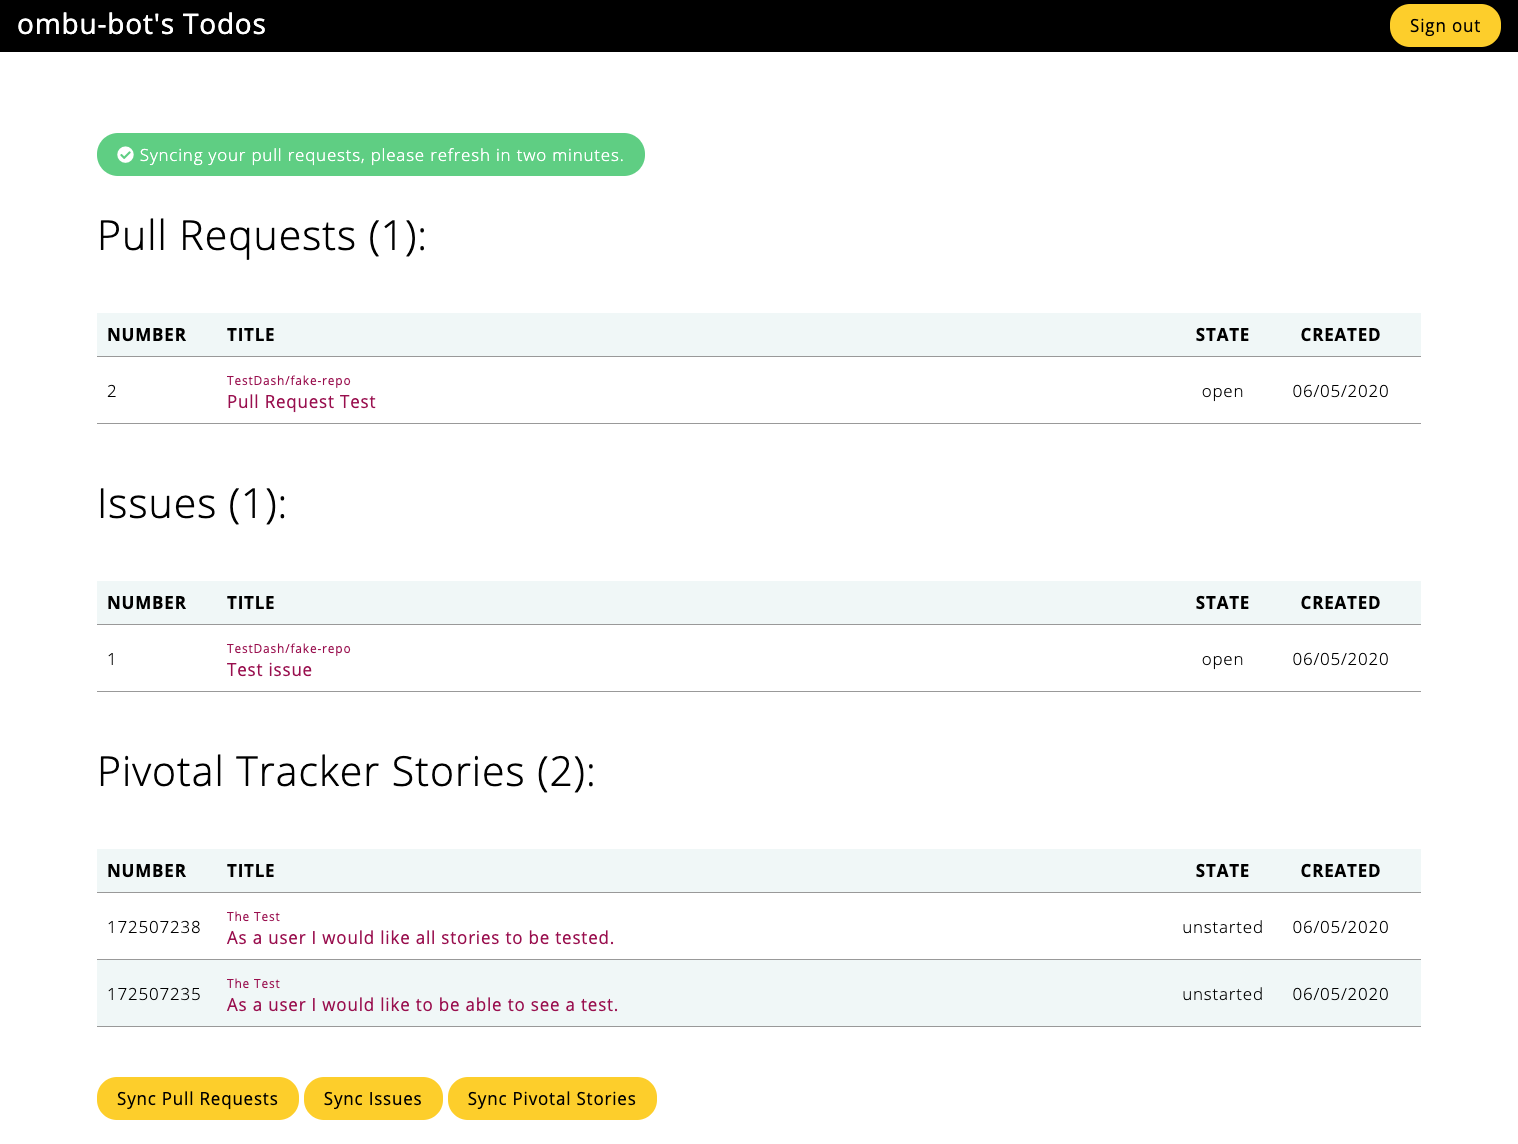 ombu-bot's Todos
Sign out
Syncing your pull requests, please refresh in two minutes.
Pull Requests (1):
NUMBER TITLE STATE CREATED
TestDash/fake-repo
2 Pull Request Test open 06/05/2020
Issues (1):
NUMBER TITLE STATE CREATED
TestDash/fake-repo
1 Test issue open 06/05/2020
Pivotal Tracker Stories (2):
NUMBER TITLE STATE CREATED
The Test
172507238 As a user I would like all stories to be tested. unstarted 06/05/2020
The Test
172507235 As a user I would like to be able to see a test. unstarted 06/05/2020
Sync Pull Requests Sync Issues Sync Pivotal Stories